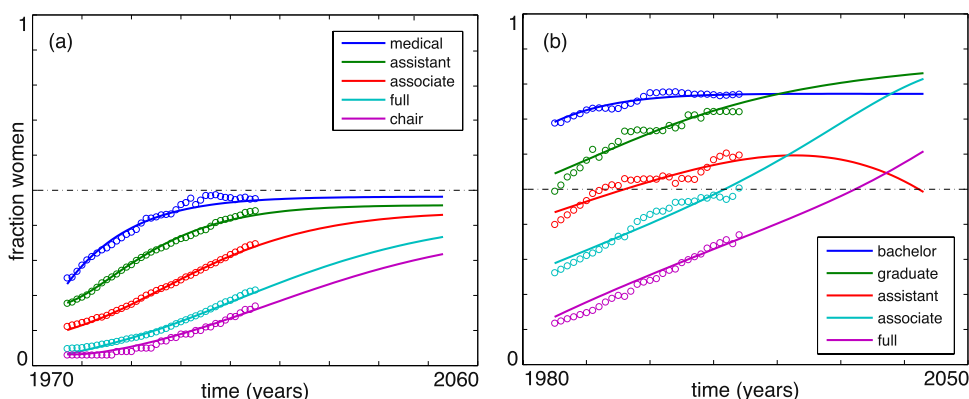 1
(a)
medical
assistant
associate
full
chair
fraction women
0
1970
time (years)
2060
1
(b)
bachelor
graduate
assistant
associate
full
0
1980
time (years)
2050